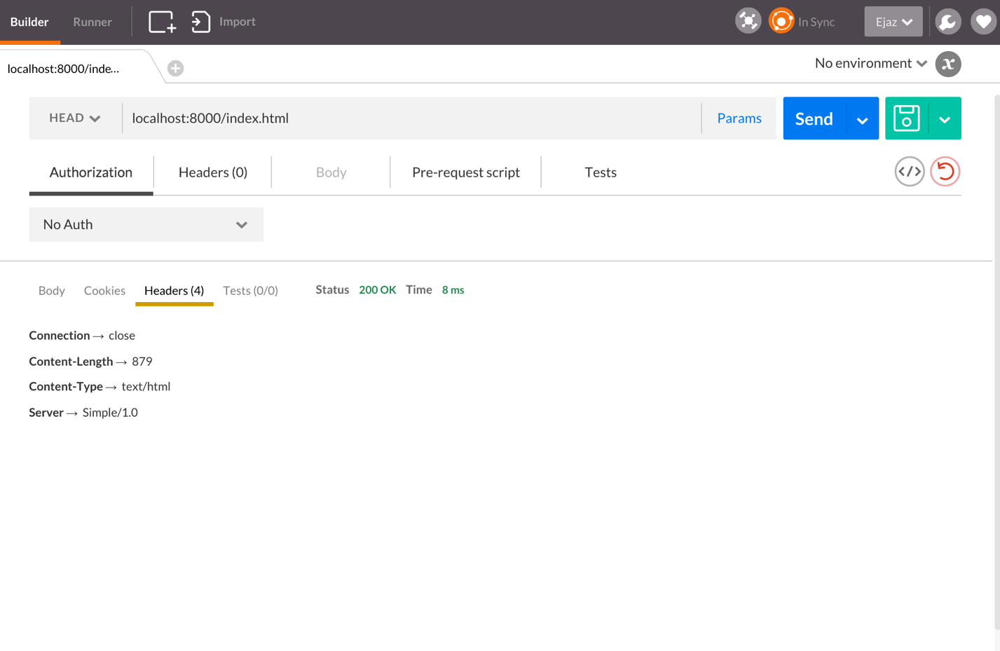 Builder Runner Import In Sync Ejaz
localhost:8000/inde... No environment
HEAD localhost:8000/index.html Params Send
Authorization Headers (0) Body Pre-request script Tests
No Auth
Body Cookies Headers (4) Tests (0/0) Status 200 OK Time 8 ms
Connection → close
Content-Length → 879
Content-Type → text/html
Server → Simple/1.0